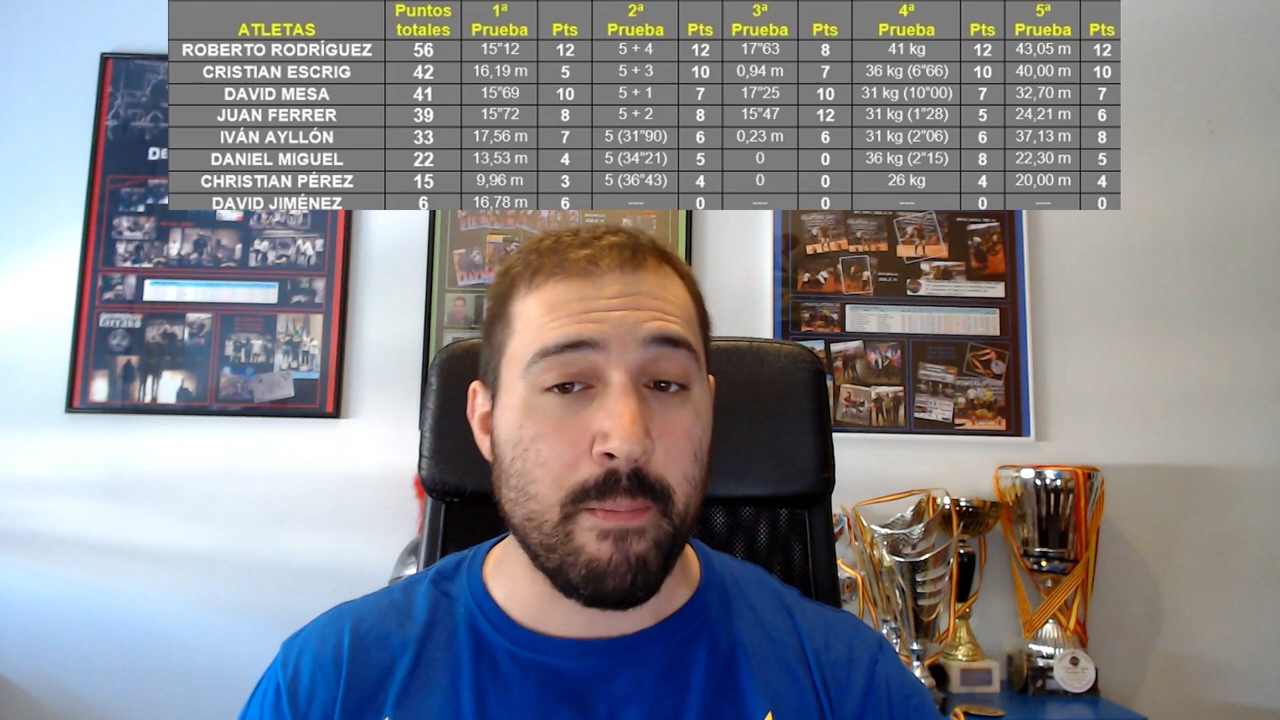 ATLETAS Puntos totales 1ª Prueba Pts 2ª Prueba Pts 3ª Prueba Pts 4ª Prueba Pts 5ª Prueba Pts
ROBERTO RODRÍGUEZ 56 15"12 12 5 + 4 12 17"63 8 41 kg 12 43,05 m 12
CRISTIAN ESCRIG 42 16,19 m 5 5 + 3 10 0,94 m 7 36 kg (6"66) 10 40,00 m 10
DAVID MESA 41 15"69 10 5 + 1 7 17"25 10 31 kg (10"00) 7 32,70 m 7
JUAN FERRER 39 15"72 8 5 + 2 8 15"47 12 31 kg (1"28) 5 24,21 m 6
IVÁN AYLLÓN 33 17,56 m 7 5 (31"90) 6 0,23 m 6 31 kg (2"06) 6 37,13 m 8
DANIEL MIGUEL 22 13,53 m 4 5 (34"21) 5 0 0 36 kg (2"15) 8 22,30 m 5
CHRISTIAN PÉREZ 15 9,96 m 3 5 (36"43) 4 0 0 26 kg 4 20,00 m 4
DAVID JIMÉNEZ 6 16,78 m 6 --- 0 --- 0 --- 0 --- 0